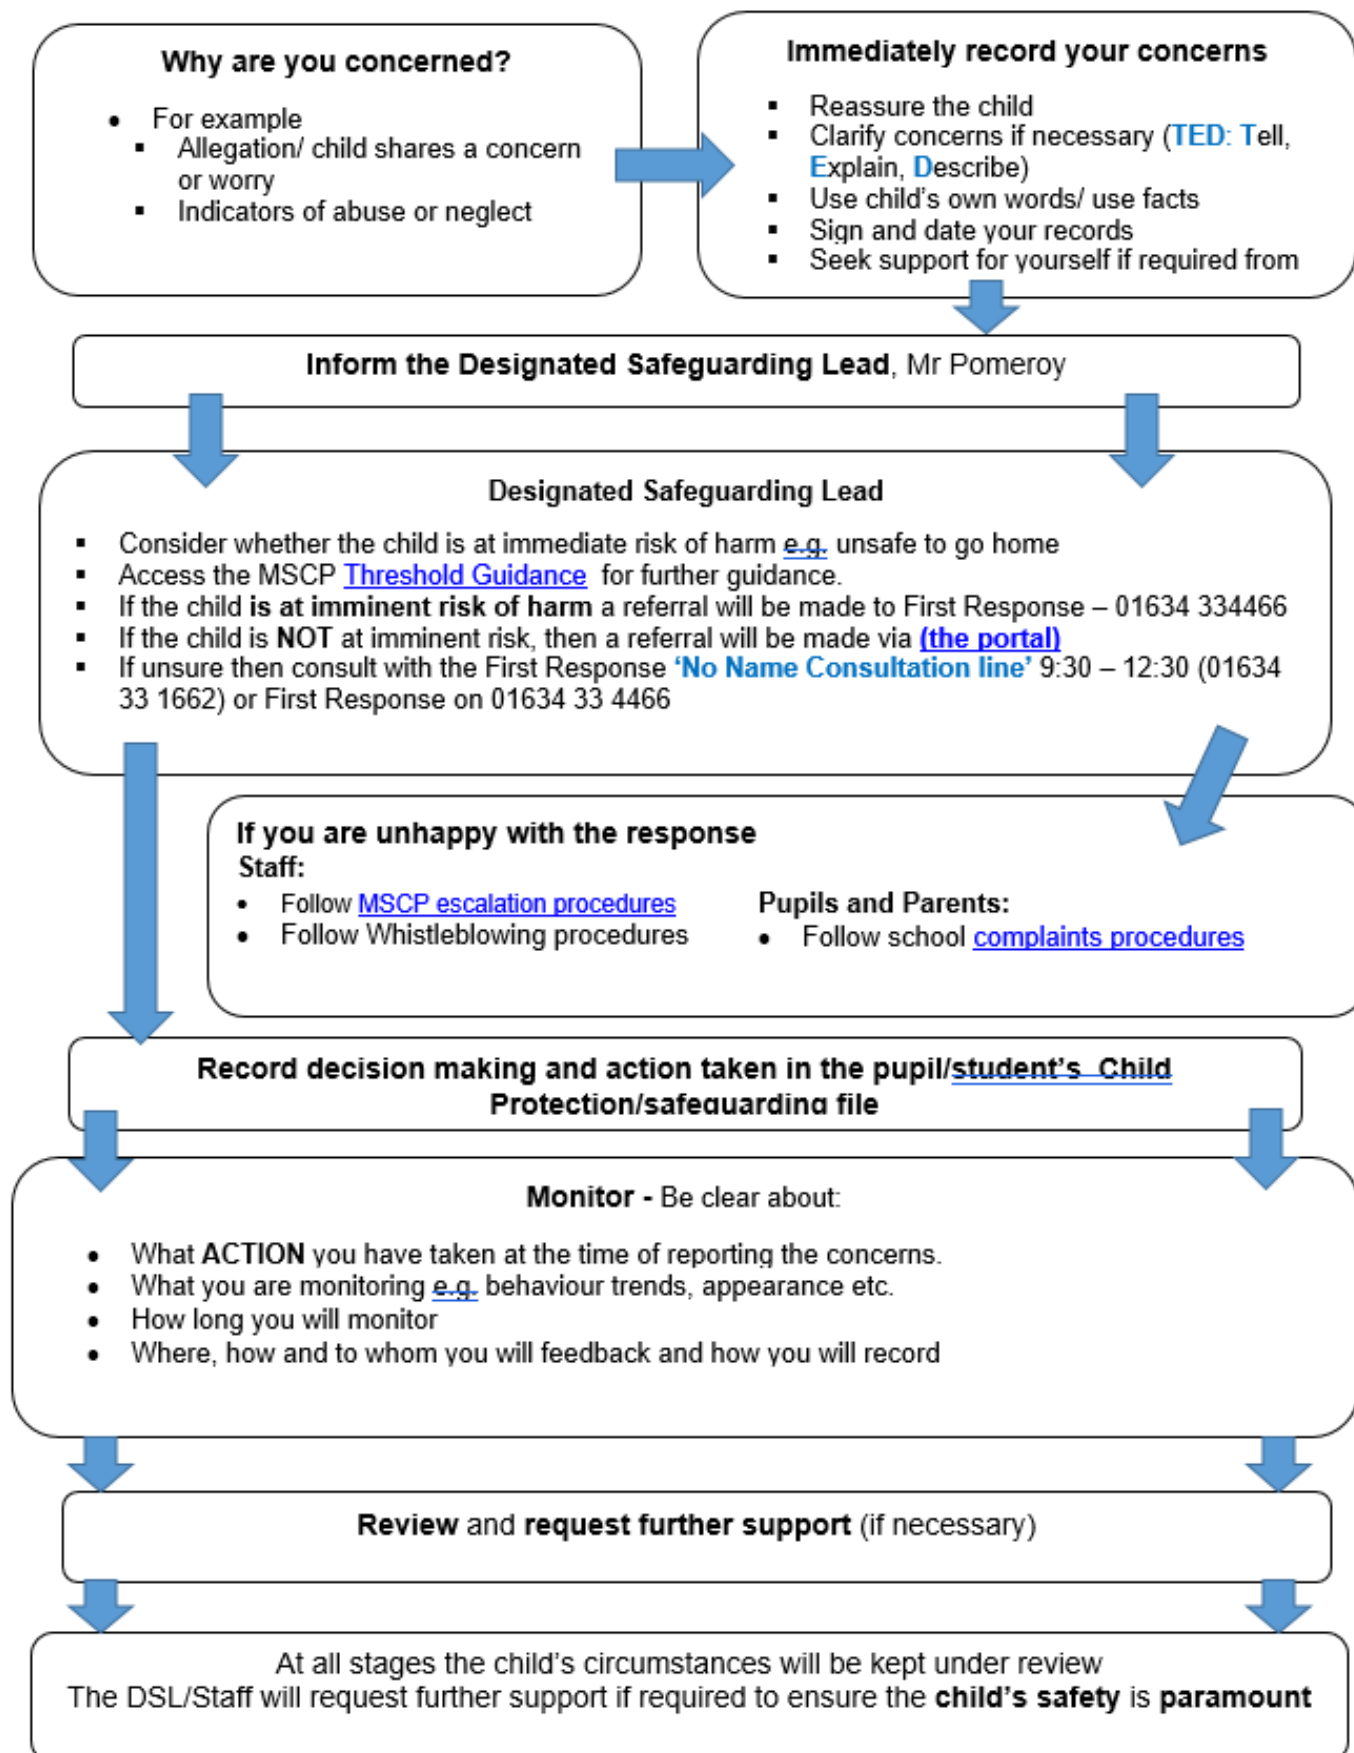 Why are you concerned?
• For example
▪ Allegation/ child shares a concern
or worry
▪ Indicators of abuse or neglect
Immediately record your concerns
▪ Reassure the child
▪ Clarify concerns if necessary (TED: Tell,
Explain, Describe)
▪ Use child's own words/ use facts
▪ Sign and date your records
▪ Seek support for yourself if required from
Inform the Designated Safeguarding Lead, Mr Pomeroy
Designated Safeguarding Lead
▪ Consider whether the child is at immediate risk of harm e.g. unsafe to go home
▪ Access the MSCP Threshold Guidance for further guidance.
▪ If the child is at imminent risk of harm a referral will be made to First Response – 01634 334466
▪ If the child is NOT at imminent risk, then a referral will be made via (the portal)
▪ If unsure then consult with the First Response 'No Name Consultation line' 9:30 – 12:30 (01634
33 1662) or First Response on 01634 33 4466
If you are unhappy with the response
Staff:
• Follow MSCP escalation procedures
• Follow Whistleblowing procedures
Pupils and Parents:
• Follow school complaints procedures
Record decision making and action taken in the pupil/student's Child
Protection/safeguarding file
Monitor - Be clear about:
• What ACTION you have taken at the time of reporting the concerns.
• What you are monitoring e.g. behaviour trends, appearance etc.
• How long you will monitor
• Where, how and to whom you will feedback and how you will record
Review and request further support (if necessary)
At all stages the child's circumstances will be kept under review
The DSL/Staff will request further support if required to ensure the child's safety is paramount